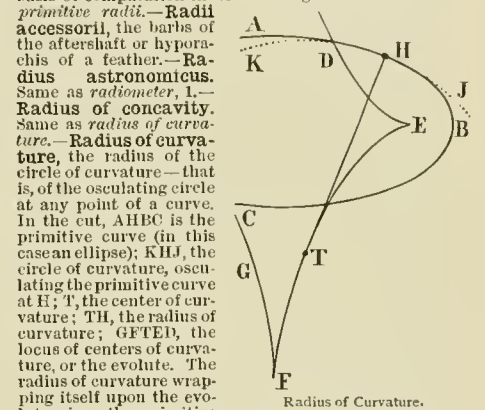 primitive radii.—Radii
accessorii, the barbs of
the aftershaft or hypora-
chis of a feather.—Ra-
dius astronomicus.
Same as radiometer, 1.—
Radius of concavity.
Same as radius of curva-
ture.—Radius of curva-
ture, the radius of the
circle of curvature—that
is, of the osculating circle
at any point of a curve.
In the cut, AHBC is the
primitive curve (in this
case an ellipse); KHJ, the
circle of curvature, oscu-
lating the primitive curve
at H; T, the center of cur-
vature; TH, the radius of
curvature; GFTED, the
locus of centers of curva-
ture, or the evolute. The
radius of curvature wrap-
ping itself upon the evo-
A
K
D
H
J
E
B
C
G
T
F
Radius of Curvature.